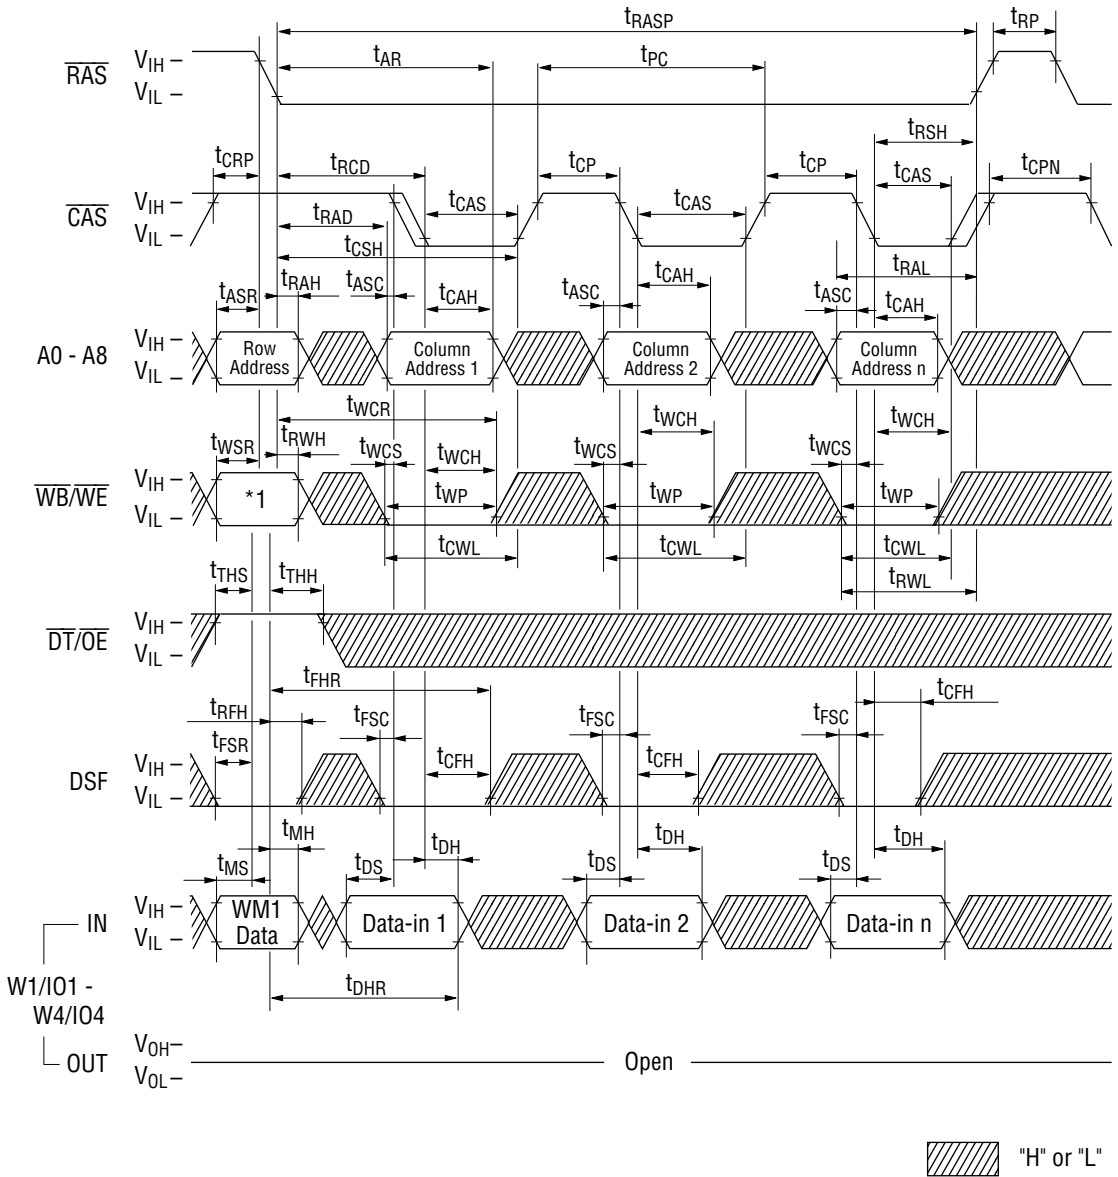 tRASP tRP
RAS VIH tAR tPC
VIL
tRSH
tCRP tRCD tCP tCP tCPN
tCAS tCAS tCAS
CAS VIH
VIL tRAD
tCSH
tRAL
tRAH tASC tCAH
tASR tCAH tASC tASC tCAH
A0 - A8 VIH Row Address Column Address 1 Column Address 2 Column Address n
VIL
tWCR
tRWH tWCH tWCH
tWSR tWCS tWCH tWCS tWCS
WB/WE VIH *1 tWP tWP tWP
VIL
tCWL tCWL tCWL
tTHS tTHH tRWL
DT/OE VIH
VIL
tFHR
tRFH tCFH
tFSC tFSC tFSC
tFSR
DSF VIH tCFH tCFH
VIL
tMH tDH tDH tDH
tMS tDS tDS tDS
IN VIH WM1 Data Data-in 1 Data-in 2 Data-in n
VIL
W1/IO1 -
W4/IO4
tDHR
OUT VOH Open
VOL
"H" or "L"